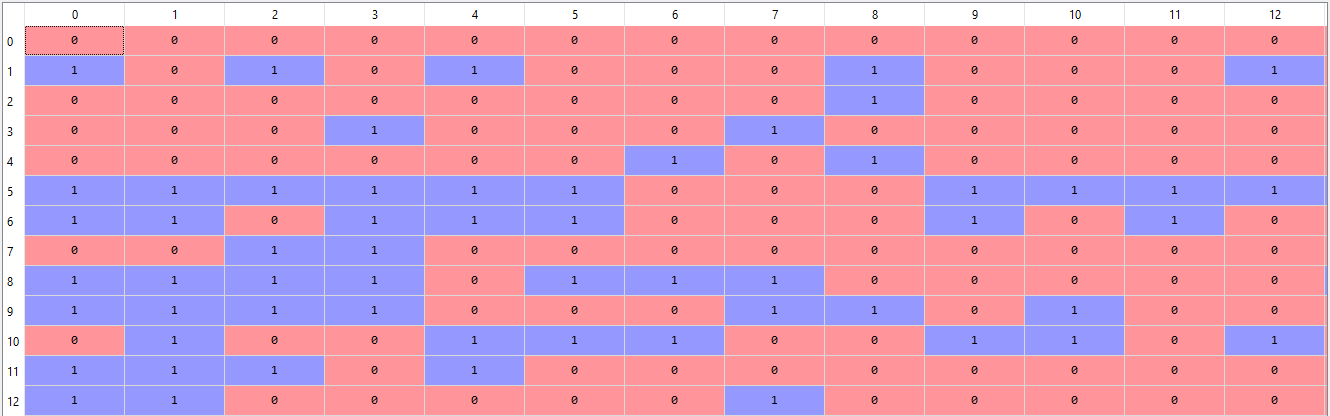 0 1 2 3 4 5 6 7 8 9 10 11 12
0 0 0 0 0 0 0 0 0 0 0 0 0 0
1 1 0 1 0 1 0 0 0 1 0 0 0 1
2 0 0 0 0 0 0 0 0 1 0 0 0 0
3 0 0 0 1 0 0 0 1 0 0 0 0 0
4 0 0 0 0 0 0 1 0 1 0 0 0 0
5 1 1 1 1 1 1 0 0 0 1 1 1 1
6 1 1 0 1 1 1 0 0 0 1 0 1 0
7 0 0 1 1 0 0 0 0 0 0 0 0 0
8 1 1 1 1 0 1 1 1 0 0 0 0 0
9 1 1 1 1 0 0 0 1 1 0 1 0 0
10 0 1 0 0 1 1 1 0 0 1 1 0 1
11 1 1 1 0 1 0 0 0 0 0 0 0 0
12 1 1 0 0 0 0 0 1 0 0 0 0 0